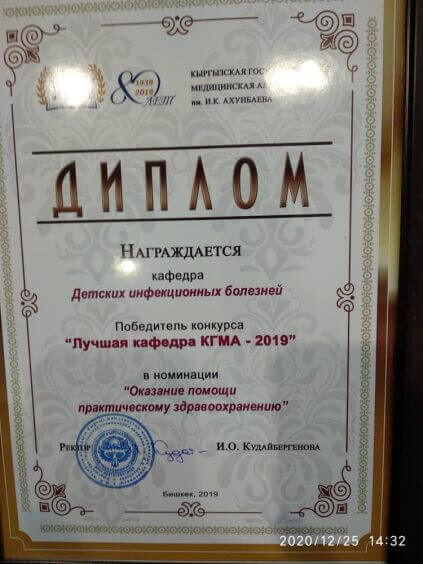 1939
2019
80 ЛЕТ
КЫРГЫЗСКАЯ
МЕДИЦИНСКАЯ
ИМ. И.К. АХУНБАЕВА
ДИПЛОМ
НАГРАЖДАЕТСЯ
кафедра
Детских инфекционных болезней
Победитель конкурса
“Лучшая кафедра КГМА - 2019”
в номинации
“Оказание помощи
практическому здравоохранению”
РЕКТОР И.О. КУДАЙБЕРГЕНОВА
Бишкек, 2019
2020/12/25 14:32